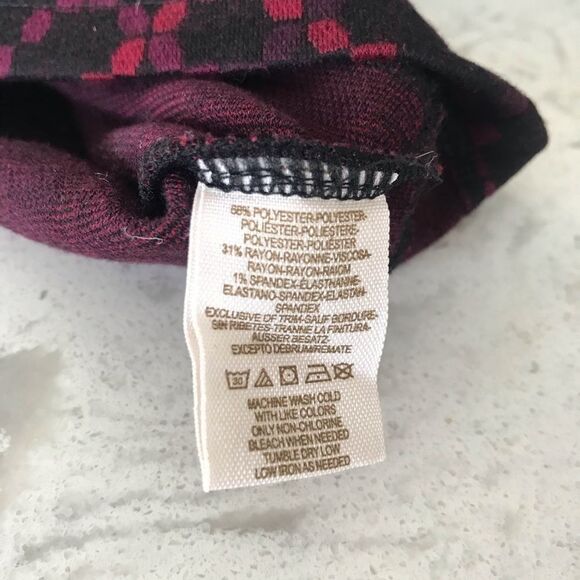 68% POLYESTER-POLYESTER-
POLIÉSTER-POLIESTERE-
POLYESTER-POLIÉSTER
31% RAYON-RAYONNE-VISCOSA-
RAYON-RAYON-RAIOM
1% SPANDEX-ÉLASTHANNE-
ELASTANO-SPANDEX-ELASTAN-
SPANDEX
EXCLUSIVE OF TRIM-SAUF BORDURE-
SIN RIBETES-TRANNE LA FINITURA-
AUSSER BESATZ-
EXCEPTO DEBRUM/REMATE
30
MACHINE WASH COLD
WITH LIKE COLORS
ONLY NON-CHLORINE
BLEACH WHEN NEEDED
TUMBLE DRY LOW
LOW IRON AS NEEDED